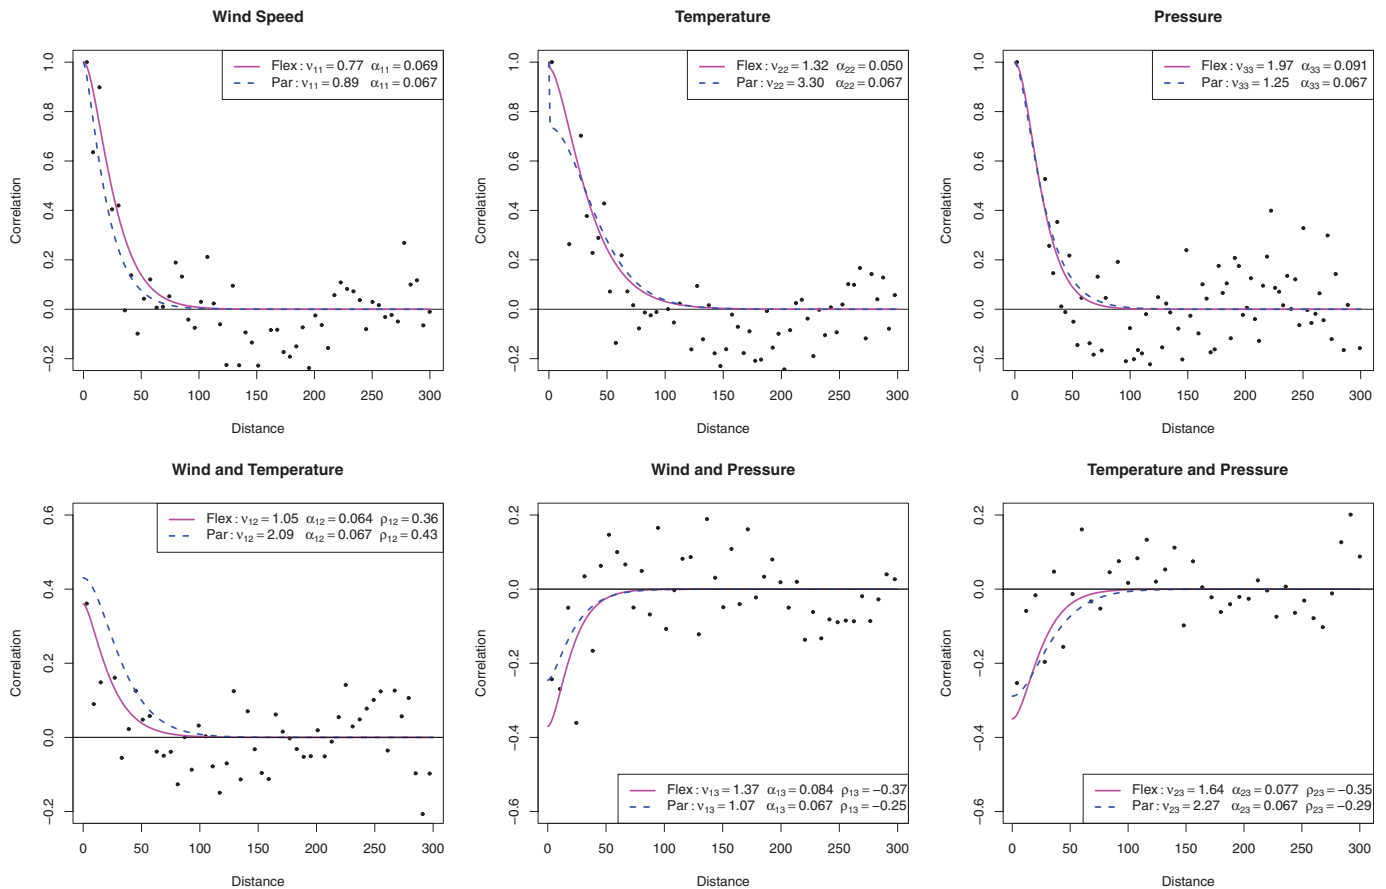 Wind Speed
Flex : ν11 = 0.77 α11 = 0.069
Par : ν11 = 0.89 α11 = 0.067
Correlation
1.0
0.8
0.6
0.4
0.2
0.0
−0.2
0 50 100 150 200 250 300
Distance
Temperature
Flex : ν22 = 1.32 α22 = 0.050
Par : ν22 = 3.30 α22 = 0.067
Correlation
1.0
0.8
0.6
0.4
0.2
0.0
−0.2
0 50 100 150 200 250 300
Distance
Pressure
Flex : ν33 = 1.97 α33 = 0.091
Par : ν33 = 1.25 α33 = 0.067
Correlation
1.0
0.8
0.6
0.4
0.2
0.0
−0.2
0 50 100 150 200 250 300
Distance
Wind and Temperature
Flex : ν12 = 1.05 α12 = 0.064 ρ12 = 0.36
Par : ν12 = 2.09 α12 = 0.067 ρ12 = 0.43
Correlation
0.6
0.4
0.2
0.0
−0.2
0 50 100 150 200 250 300
Distance
Wind and Pressure
Correlation
0.2
0.0
−0.2
−0.4
−0.6
Flex : ν13 = 1.37 α13 = 0.084 ρ13 = −0.37
Par : ν13 = 1.07 α13 = 0.067 ρ13 = −0.25
0 50 100 150 200 250 300
Distance
Temperature and Pressure
Correlation
0.2
0.0
−0.2
−0.4
−0.6
Flex : ν23 = 1.64 α23 = 0.077 ρ23 = −0.35
Par : ν23 = 2.27 α23 = 0.067 ρ23 = −0.29
0 50 100 150 200 250 300
Distance